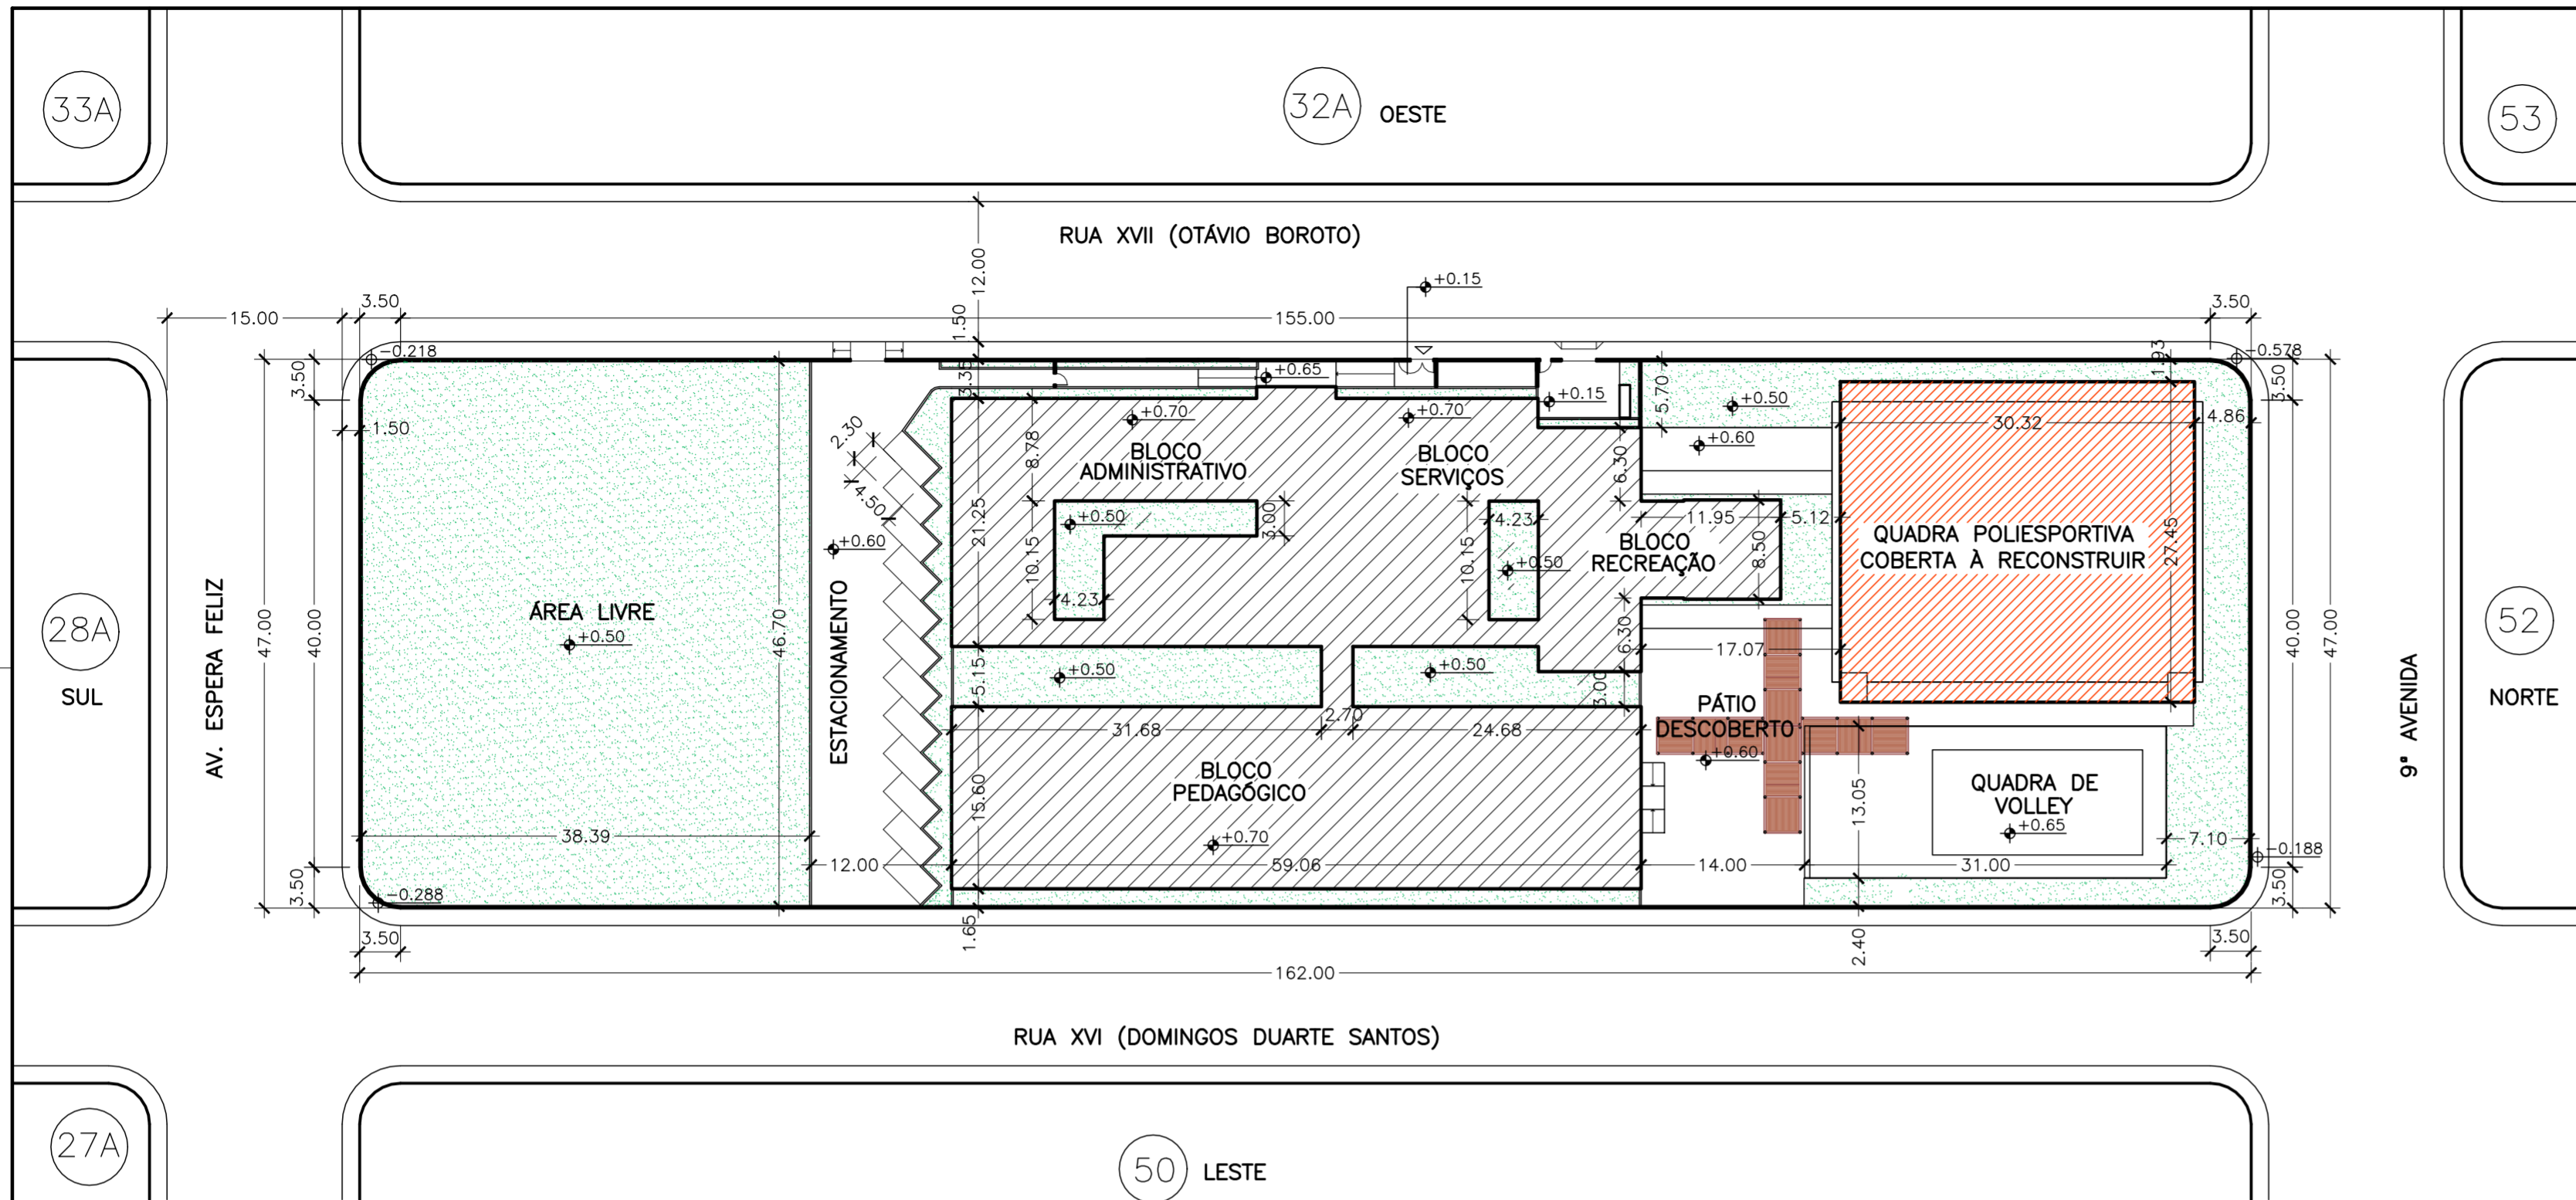 33A
32A
OESTE
53
RUA XVII (OTÁVIO BOROTO)
12.00
+0.15
3.50
15.00
1.50
155.00
3.50
-0.218
-0.578
1.93
3.50
3.35
+0.65
3.50
1.50
+0.15
5.70
+0.50
30.32
4.86
2.30
4.50
8.78
+0.70
+0.70
BLOCO
ADMINISTRATIVO
BLOCO
SERVIÇOS
6.30
+0.60
21.25
+0.50
3.00
4.23
11.95
5.12
10.15
4.23
10.15
+0.50
BLOCO
RECREAÇÃO
8.50
QUADRA POLIESPORTIVA
COBERTA À RECONSTRUIR
27.45
+0.60
ESTACIONAMENTO
AV. ESPERA FELIZ
28A
SUL
47.00
40.00
ÁREA LIVRE
+0.50
46.70
6.30
17.07
40.00
47.00
52
NORTE
9ª AVENIDA
5.15
+0.50
+0.50
3.00
PÁTIO
DESCOBERTO
+0.60
31.68
2.70
24.68
BLOCO
PEDAGÓGICO
15.60
+0.70
13.05
QUADRA DE
VOLLEY
+0.65
7.10
38.39
12.00
59.06
14.00
31.00
-0.188
3.50
-0.288
3.50
3.50
1.65
2.40
3.50
162.00
RUA XVI (DOMINGOS DUARTE SANTOS)
27A
50
LESTE